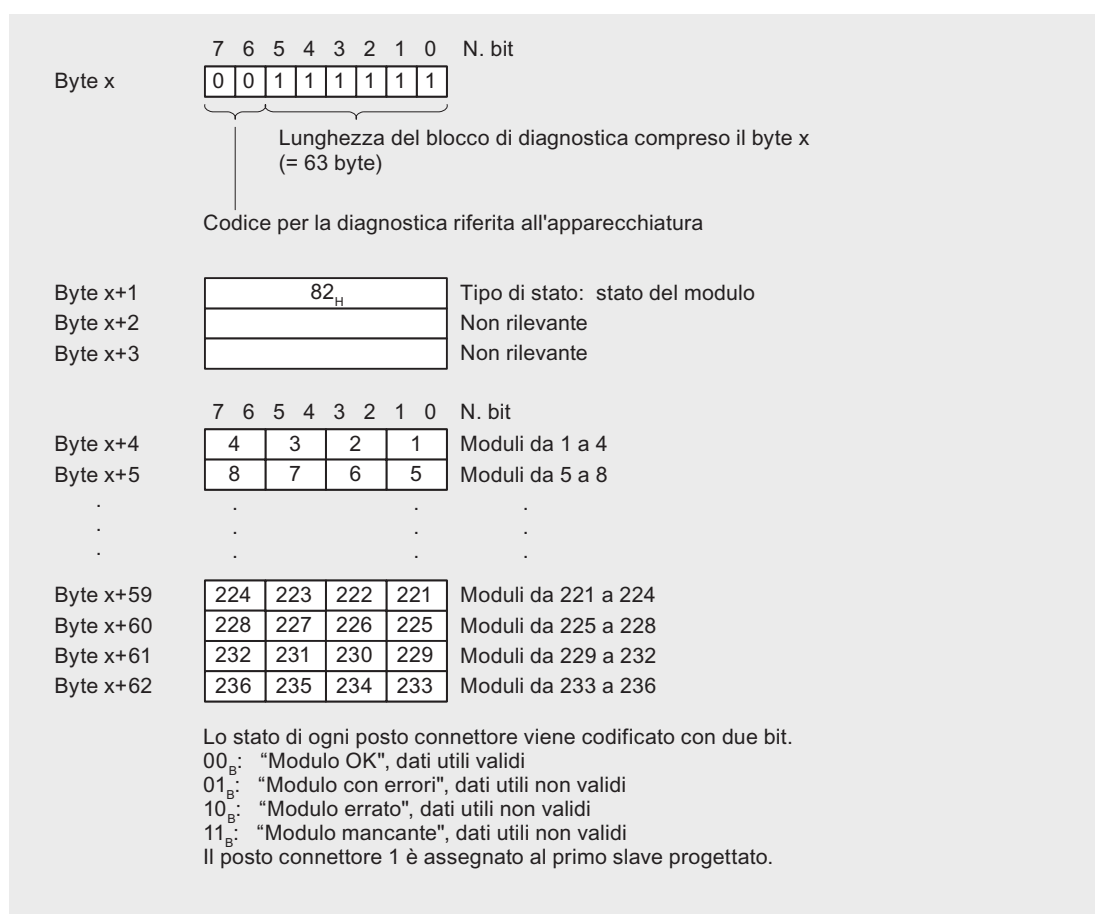 7 6 5 4 3 2 1 0 N. bit
Byte x 0 0 1 1 1 1 1 1
Lunghezza del blocco di diagnostica compreso il byte x
(= 63 byte)
Codice per la diagnostica riferita all'apparecchiatura
Byte x+1 82H Tipo di stato: stato del modulo
Byte x+2 Non rilevante
Byte x+3 Non rilevante
7 6 5 4 3 2 1 0 N. bit
Byte x+4 4 3 2 1 Moduli da 1 a 4
Byte x+5 8 7 6 5 Moduli da 5 a 8
. . . .
. . . .
. . . .
Byte x+59 224 223 222 221 Moduli da 221 a 224
Byte x+60 228 227 226 225 Moduli da 225 a 228
Byte x+61 232 231 230 229 Moduli da 229 a 232
Byte x+62 236 235 234 233 Moduli da 233 a 236
Lo stato di ogni posto connettore viene codificato con due bit.
00B: “Modulo OK", dati utili validi
01B: “Modulo con errori", dati utili non validi
10B: “Modulo errato", dati utili non validi
11B: “Modulo mancante", dati utili non validi
Il posto connettore 1 è assegnato al primo slave progettato.